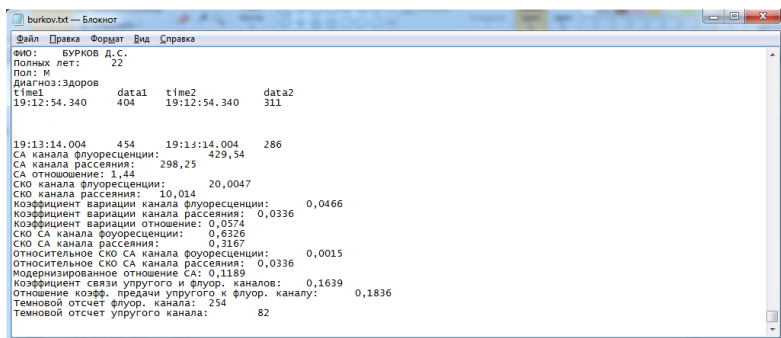 burkov.txt — Блокнот
Файл Правка Формат Вид Справка
ФИО: БУРКОВ Д.С.
Полных лет: 22
Пол: М
Диагноз:Здоров
time1 data1 time2 data2
19:12:54.340 404 19:12:54.340 311
19:13:14.004 454 19:13:14.004 286
СА канала флуоресценции: 429,54
СА канала рассеяния: 298,25
СА отношошение: 1,44
СКО канала флуоресценции: 20,0047
СКО канала рассеяния: 10,014
Коэффициент вариации канала флуоресценции: 0,0466
Коэффициент вариации канала рассеяния: 0,0336
Коэффициент вариации отношение: 0,0574
СКО СА канала фоуоресценции: 0,6326
СКО СА канала рассеяния: 0,3167
Относительное СКО СА канала фоуоресценции: 0,0015
Относительное СКО СА канала рассеяния: 0,0336
Модернизированное отношение СА: 0,1189
Коэффициент связи упругого и флуор. каналов: 0,1639
Отношение коэфф. предачи упругого к флуор. каналу: 0,1836
Темновой отсчет флуор. канала: 254
Темновой отсчет упругого канала: 82